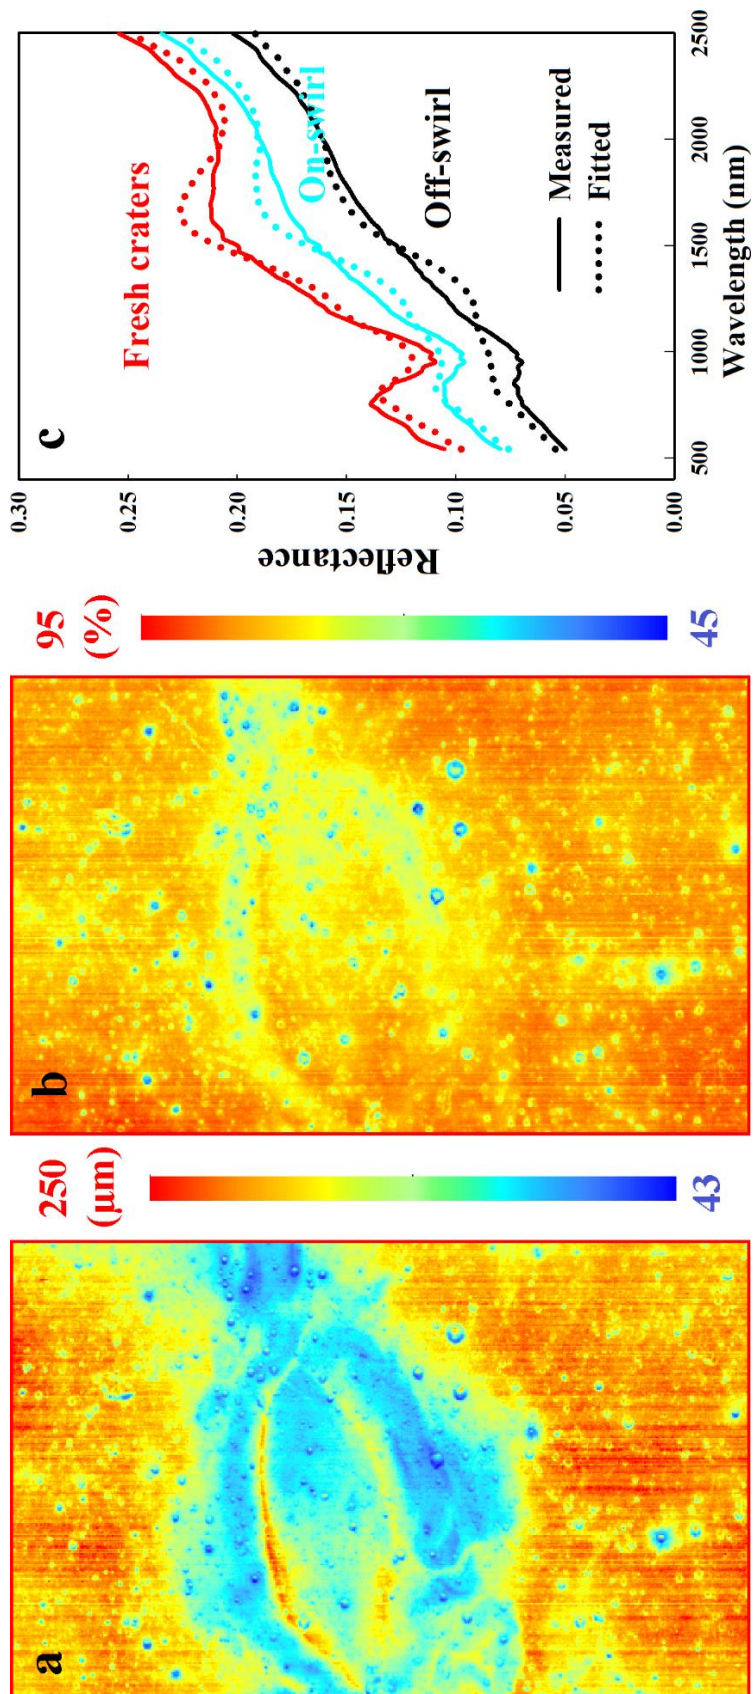 a
250
(μm)
43
b
95
(%)
45
c
0.30
0.25
0.20
0.15
0.10
0.05
0.00
Reflectance
500
1000
1500
2000
2500
Wavelength (nm)
Fresh craters
On-swirl
Off-swirl
Measured
Fitted